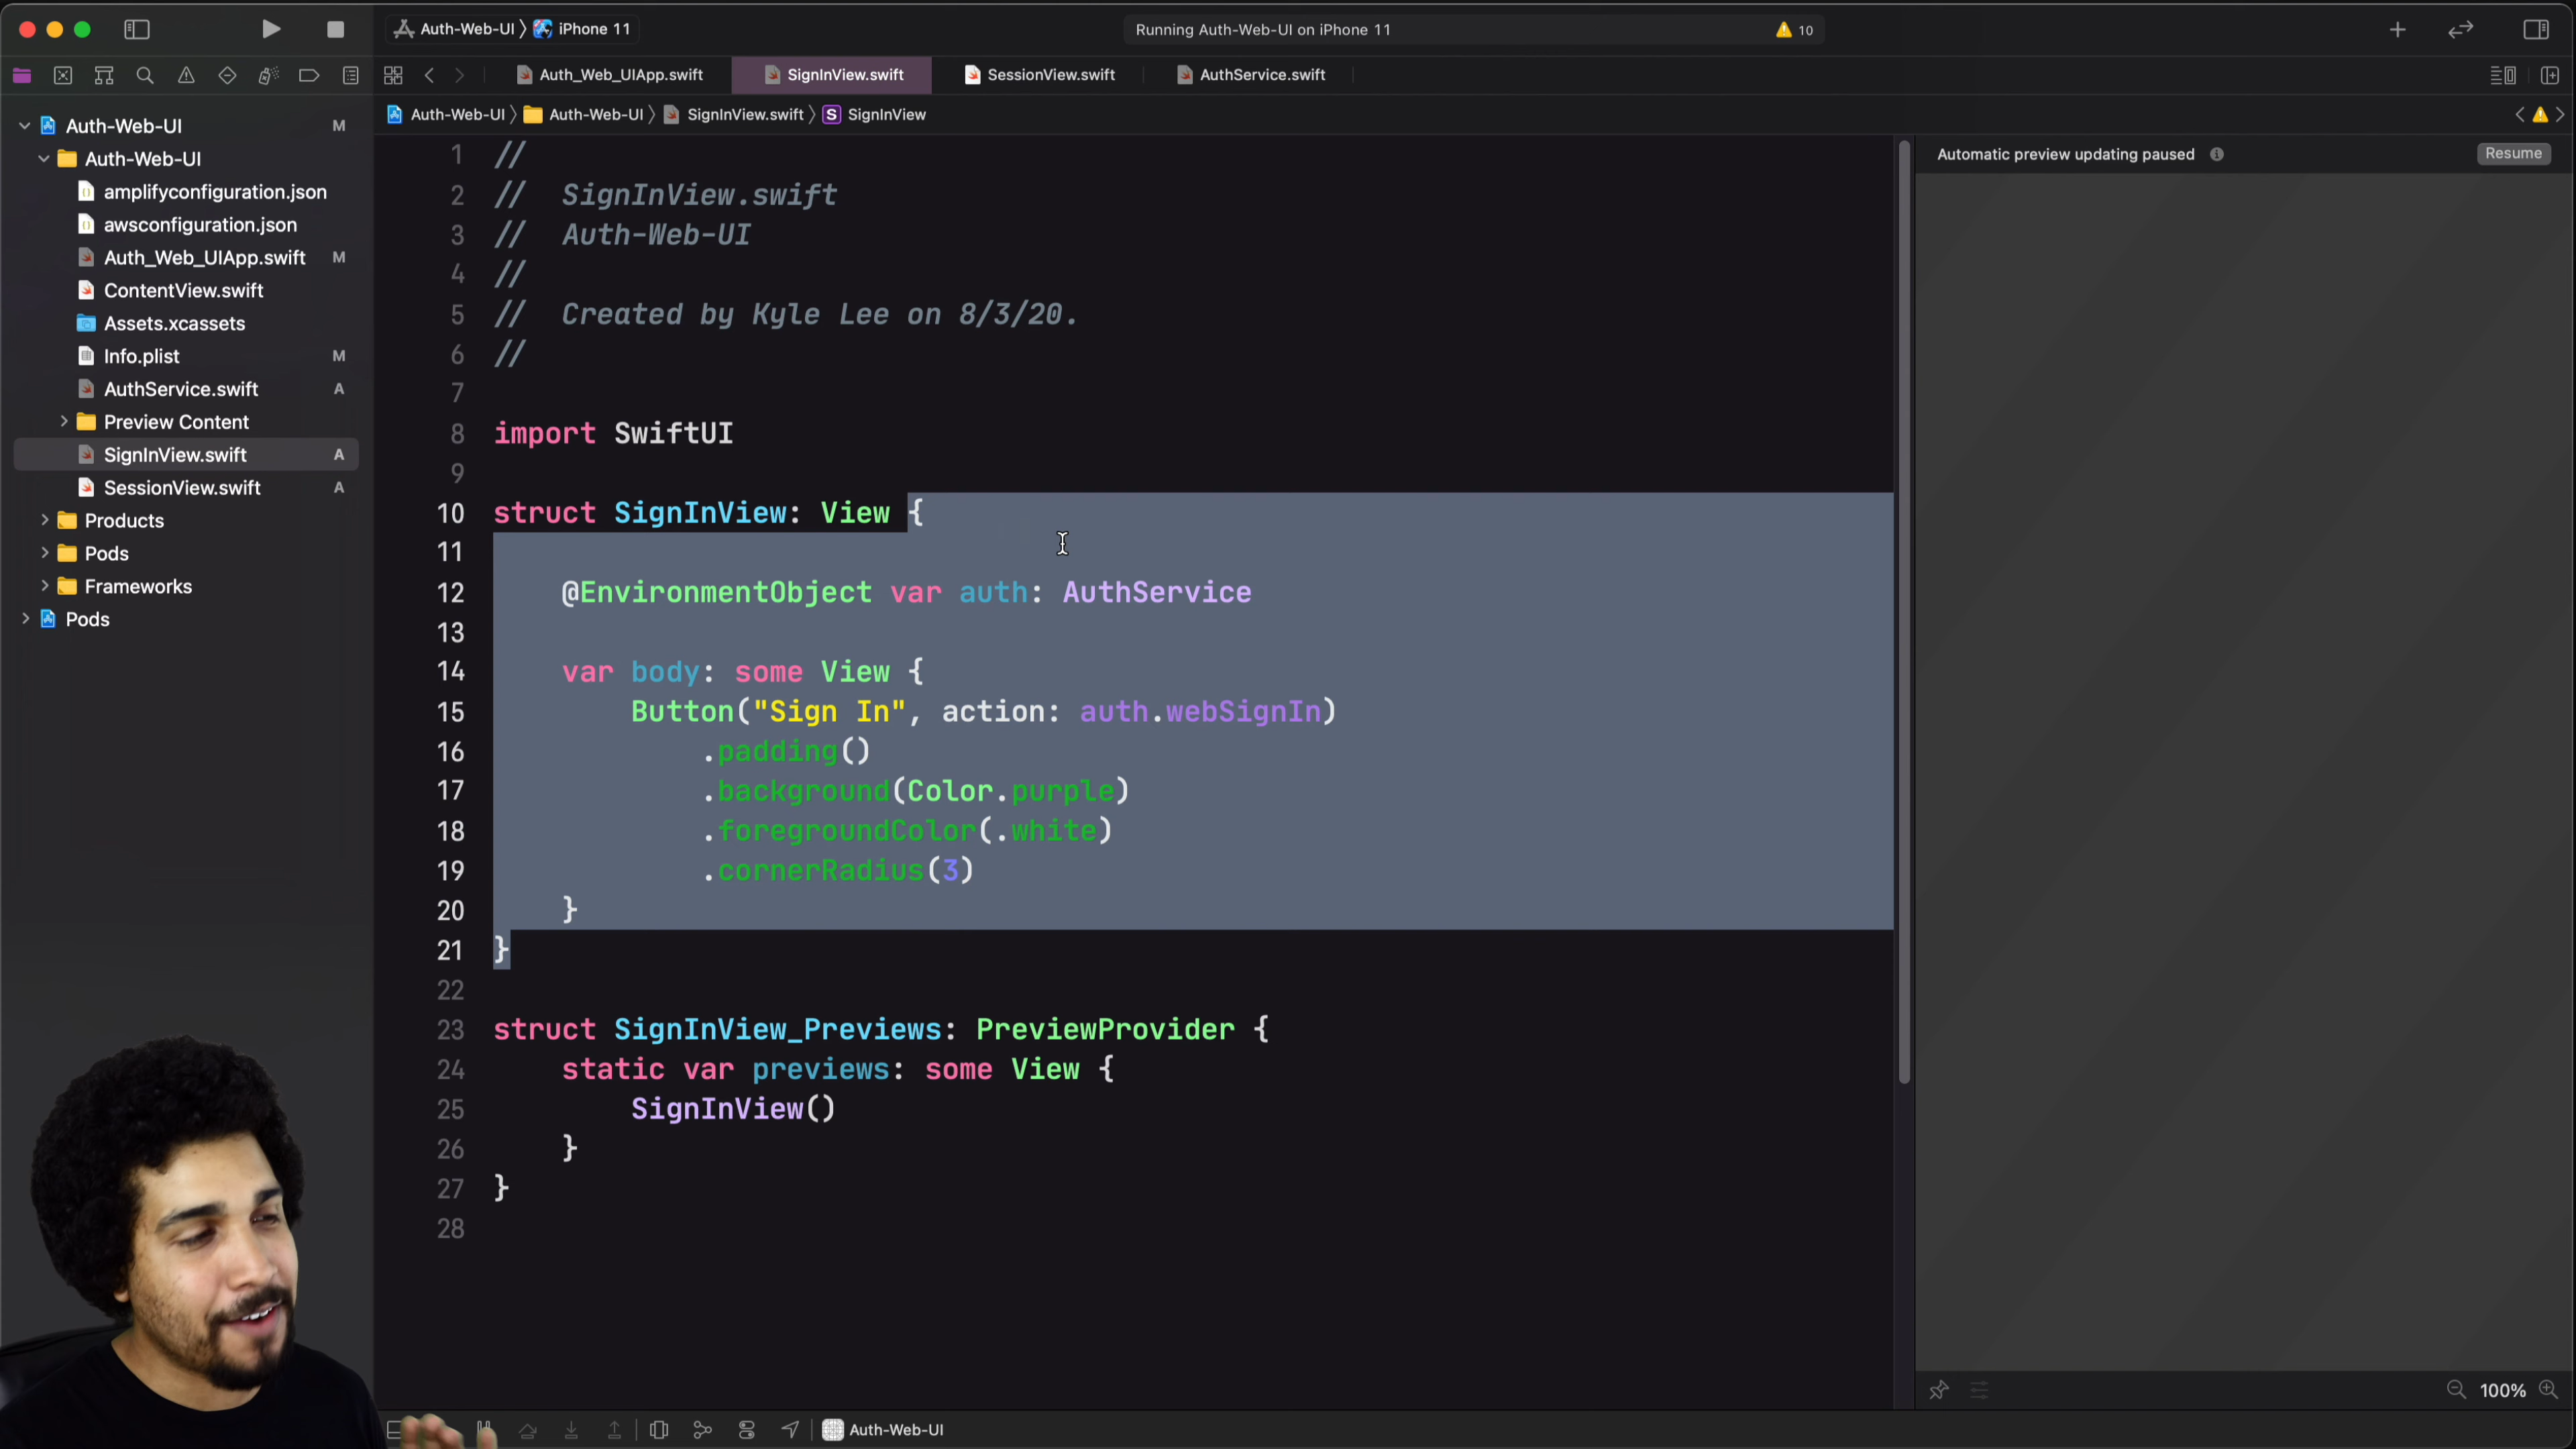 Auth-Web-UI 〉 iPhone 11
Running Auth-Web-UI on iPhone 11
10
Auth_Web_UIApp.swift
SignInView.swift
SessionView.swift
AuthService.swift
Auth-Web-UI 〉 Auth-Web-UI 〉 SignInView.swift 〉 S SignInView
Auth-Web-UI M
Auth-Web-UI
amplifyconfiguration.json
awsconfiguration.json
Auth_Web_UIApp.swift M
ContentView.swift
Assets.xcassets
Info.plist M
AuthService.swift A
Preview Content
SignInView.swift A
SessionView.swift A
Products
Pods
Frameworks
Pods
1 //
2 //  SignInView.swift
3 //  Auth-Web-UI
4 //
5 //  Created by Kyle Lee on 8/3/20.
6 //
7
8 import SwiftUI
9
10 struct SignInView: View {
11
12     @EnvironmentObject var auth: AuthService
13
14     var body: some View {
15         Button("Sign In", action: auth.webSignIn)
16             .padding()
17             .background(Color.purple)
18             .foregroundColor(.white)
19             .cornerRadius(3)
20     }
21 }
22
23 struct SignInView_Previews: PreviewProvider {
24     static var previews: some View {
25         SignInView()
26     }
27 }
28
Automatic preview updating paused
Resume
100%
Auth-Web-UI